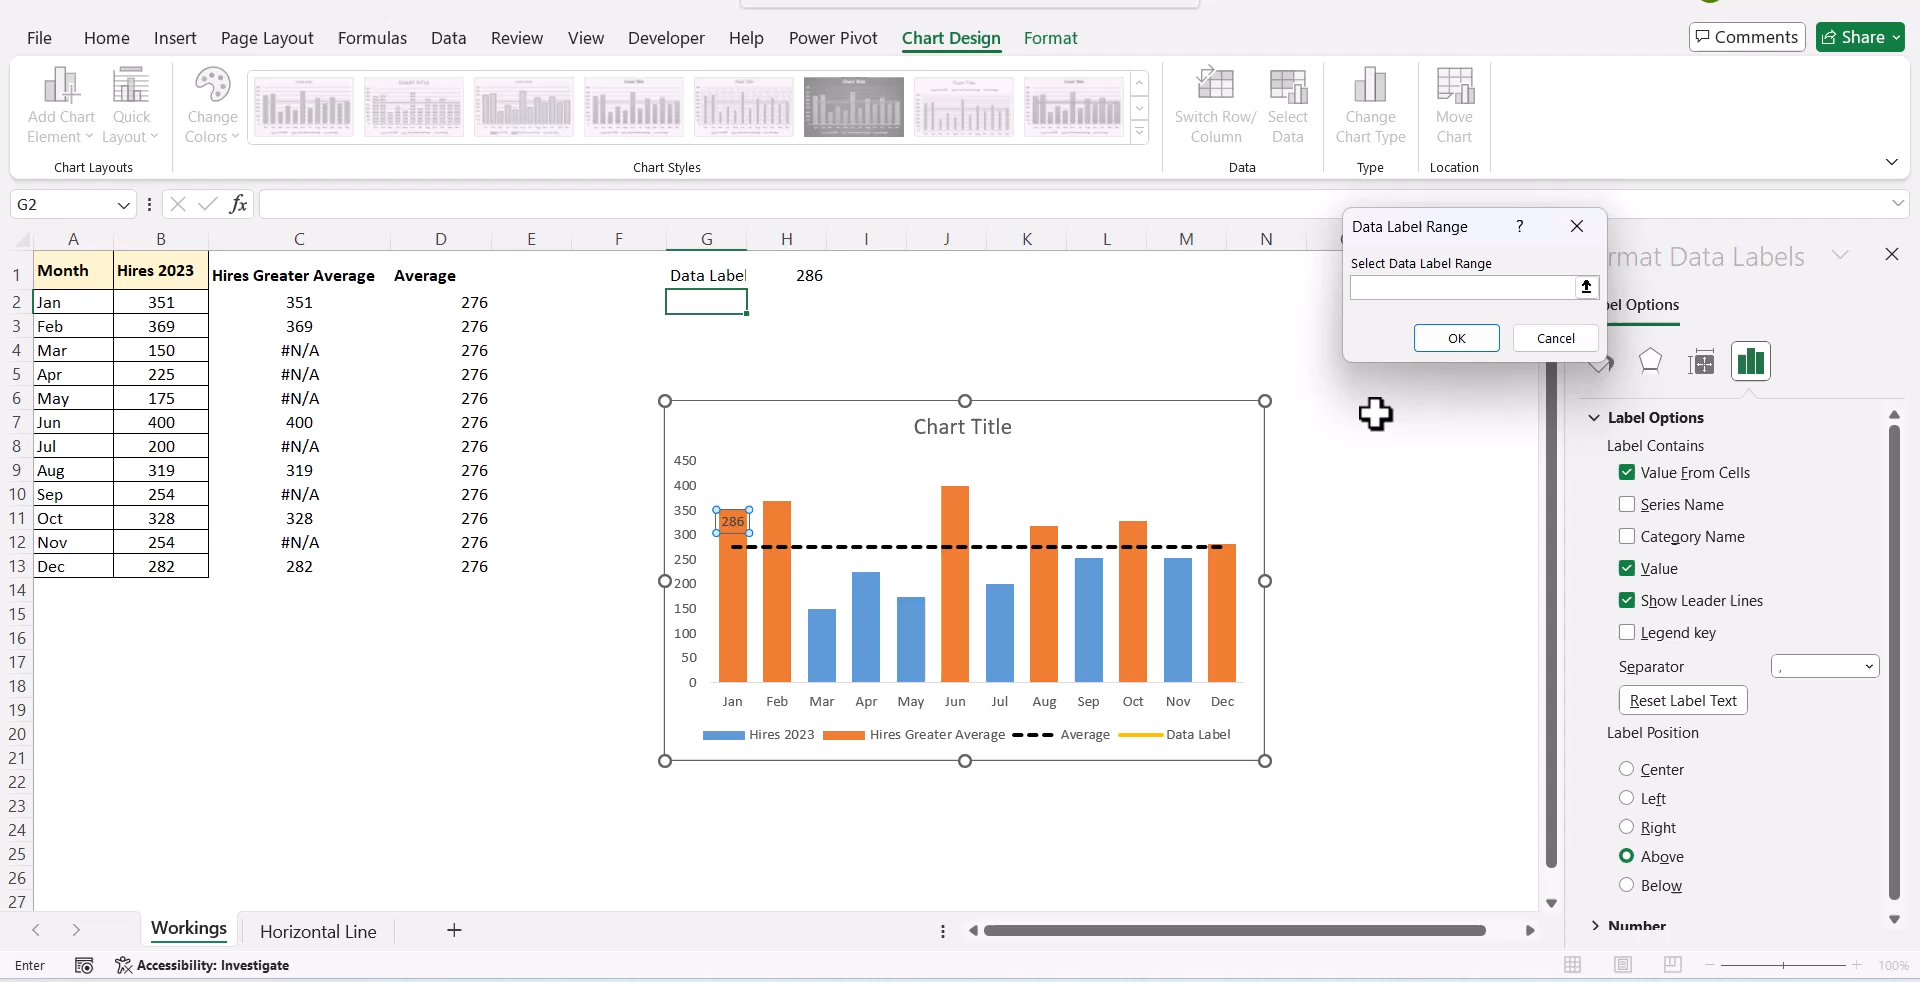 File Home Insert Page Layout Formulas Data Review View Developer Help Power Pivot Chart Design Format Comments Share
Add Chart Element
Quick Layout
Change Colors
Switch Row/ Column
Select Data
Change Chart Type
Move Chart
Chart Layouts Chart Styles Data Type Location
G2 fx
A B C D E F G H I J K L M N
1 Month Hires 2023 Hires Greater Average Average Data Label 286
2 Jan 351 351 276
3 Feb 369 369 276
4 Mar 150 #N/A 276
5 Apr 225 #N/A 276
6 May 175 #N/A 276
7 Jun 400 400 276
8 Jul 200 #N/A 276
9 Aug 319 319 276
10 Sep 254 #N/A 276
11 Oct 328 328 276
12 Nov 254 #N/A 276
13 Dec 282 282 276
14
15
16
17
18
19
20
21
22
23
24
25
26
27
Chart Title
450
400
350
300
250
200
150
100
50
0
286
Jan Feb Mar Apr May Jun Jul Aug Sep Oct Nov Dec
Hires 2023 Hires Greater Average Average Data Label
Data Label Range ?
Select Data Label Range
OK Cancel
rmat Data Labels
bel Options
Label Options
Label Contains
Value From Cells
Series Name
Category Name
Value
Show Leader Lines
Legend key
Separator ,
Reset Label Text
Label Position
Center
Left
Right
Above
Below
Number
Workings Horizontal Line
Enter Accessibility: Investigate 100%